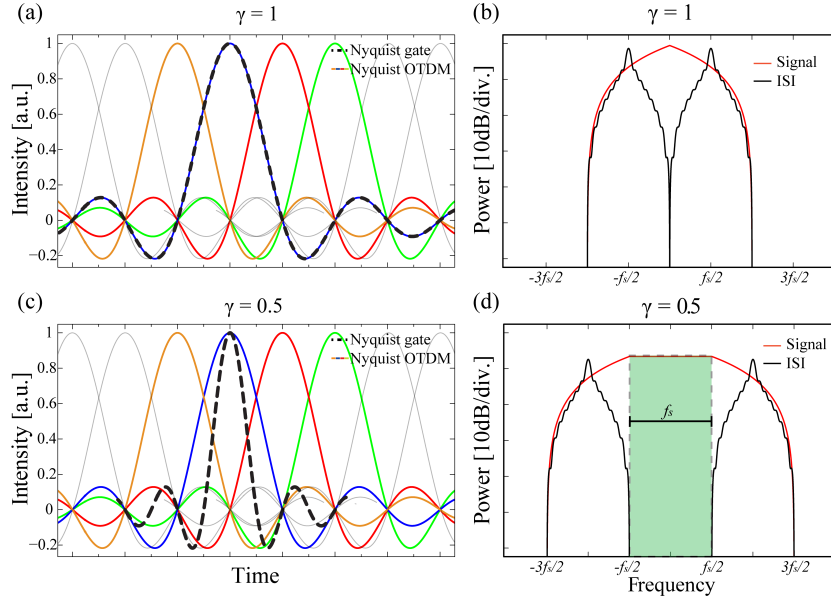 (a)
γ = 1
Intensity [a.u.]
1
0.8
0.6
0.4
0.2
0
−0.2
Nyquist gate
Nyquist OTDM
(b)
γ = 1
Power [10dB/div.]
Signal
ISI
-3fs/2
-fs/2
fs/2
3fs/2
(c)
γ = 0.5
Intensity [a.u.]
1
0.8
0.6
0.4
0.2
0
−0.2
Nyquist gate
Nyquist OTDM
Time
(d)
γ = 0.5
Power [10dB/div.]
Signal
ISI
fs
-3fs/2
-fs/2
fs/2
3fs/2
Frequency